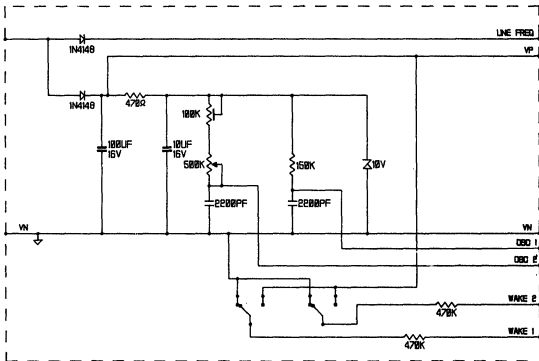 LINE FREQ
1N4148
VP
1N4148
470Ω
100K
100UF
16V
10UF
16V
500K
150K
10V
2200PF
2200PF
VN
VN
OSC 1
OSC 2
WAKE 2
470K
WAKE 1
470K